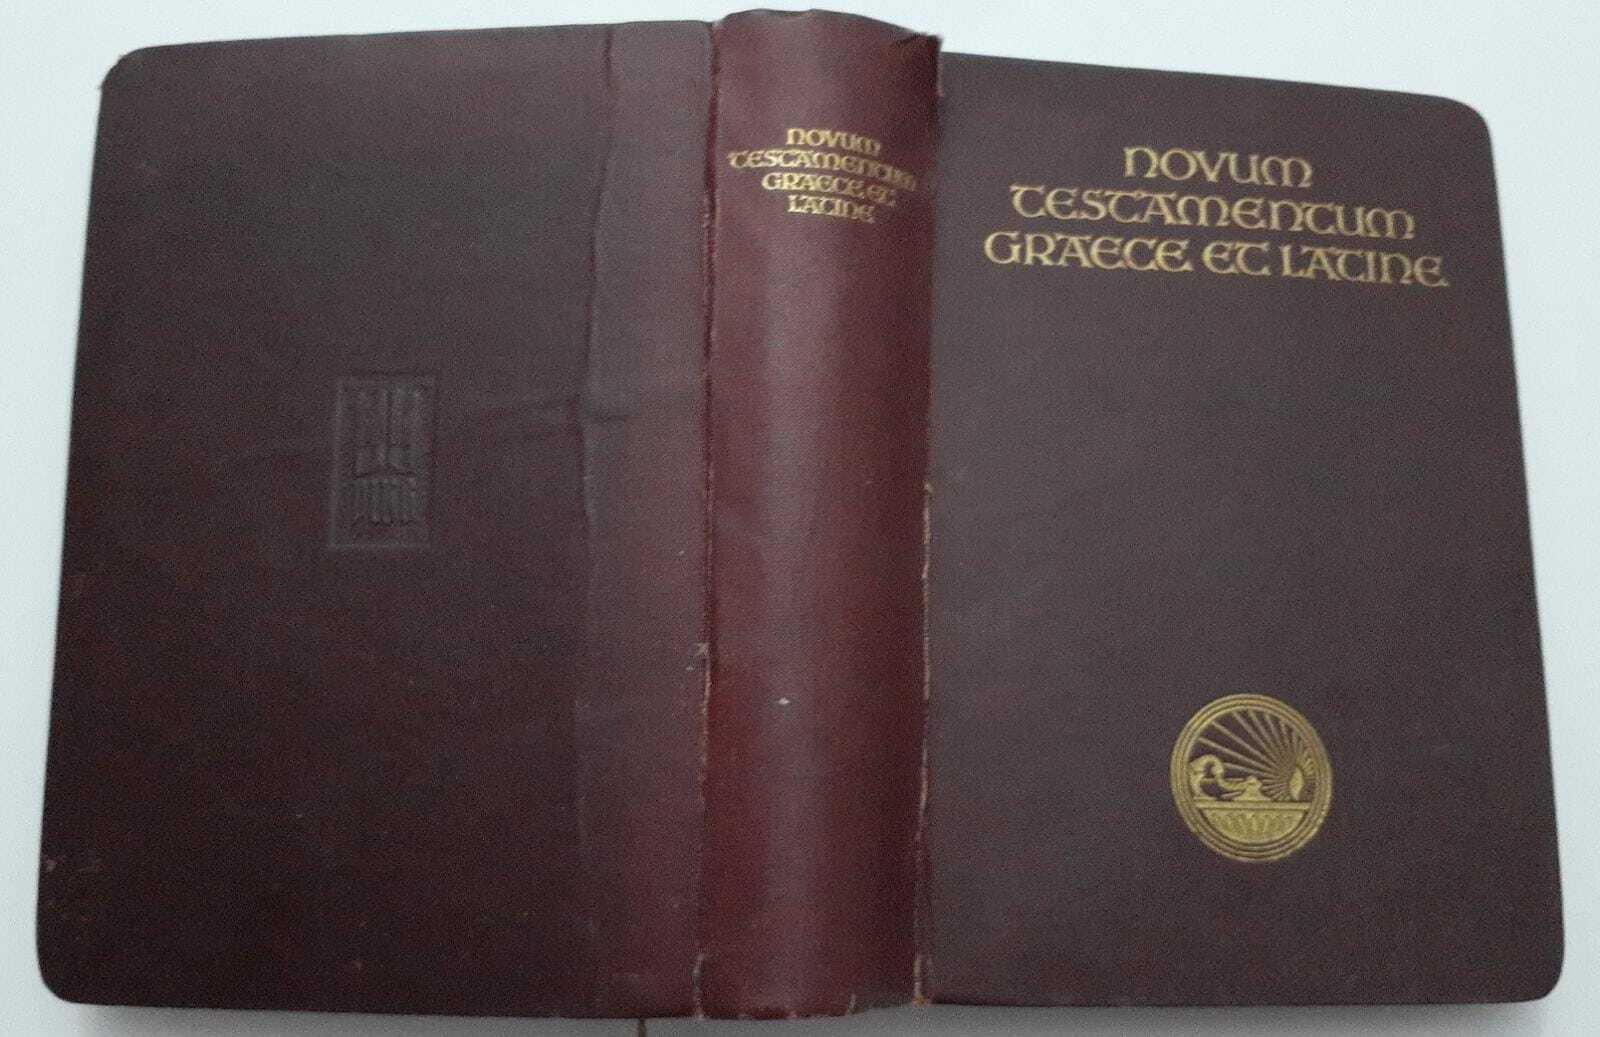 NOVUM
TESTAMENTUM
GRAECE ET
LATINE
NOVUM
TESTAMENTUM
GRAECE ET LATINE